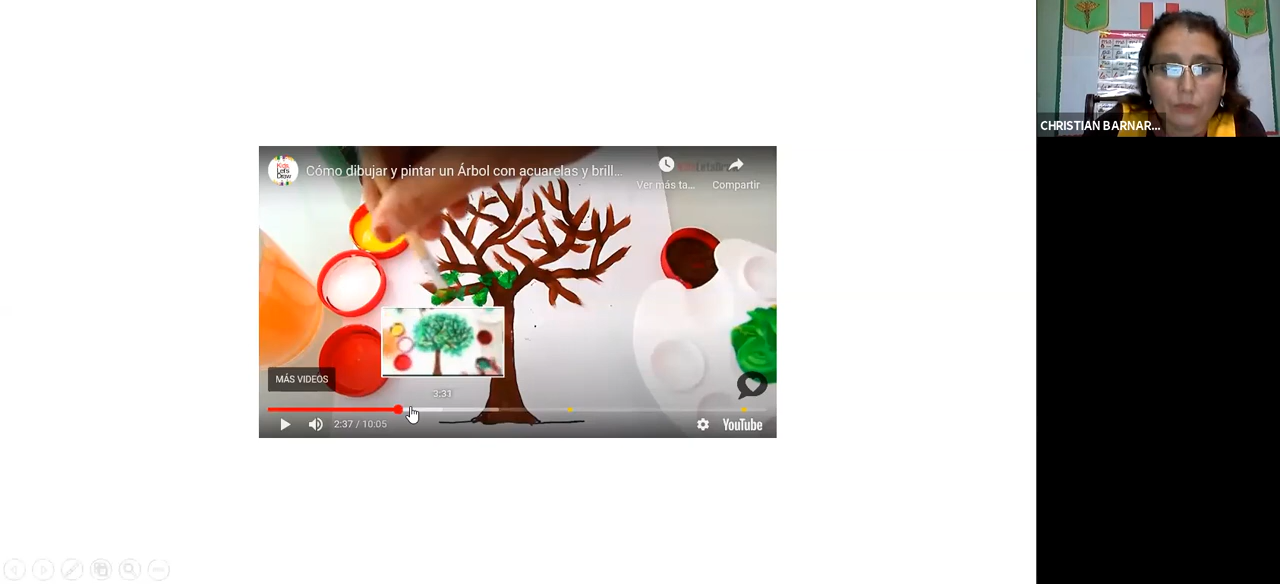 Cómo dibujar y pintar un Árbol con acuarelas y brill...
Ver más ta...
Compartir
CHRISTIAN BARNAR...
MÁS VIDEOS
3:31
2:37 / 10:05
YouTube